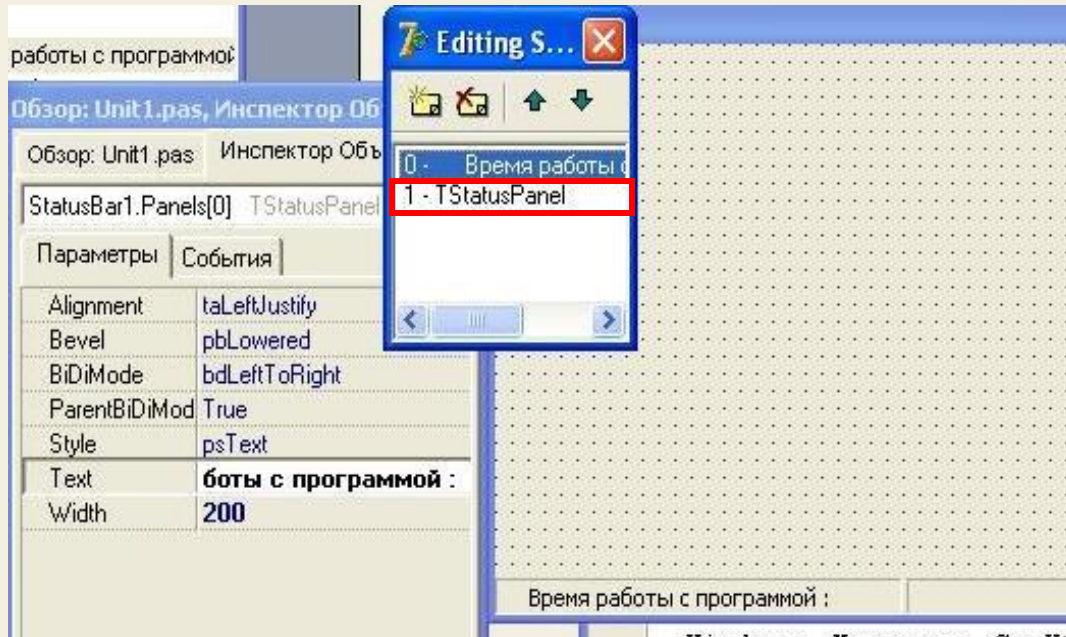 работы с программой
Обзор: Unit1.pas, Инспектор Об
Обзор: Unit1.pas Инспектор Объ
StatusBar1.Panels[0] TStatusPanel
Параметры События
Alignment taLeftJustify
Bevel pbLowered
BiDiMode bdLeftToRight
ParentBiDiMod True
Style psText
Text боты с программой :
Width 200
Editing S...
0 - Время работы с
1 - TStatusPanel
Время работы с программой :